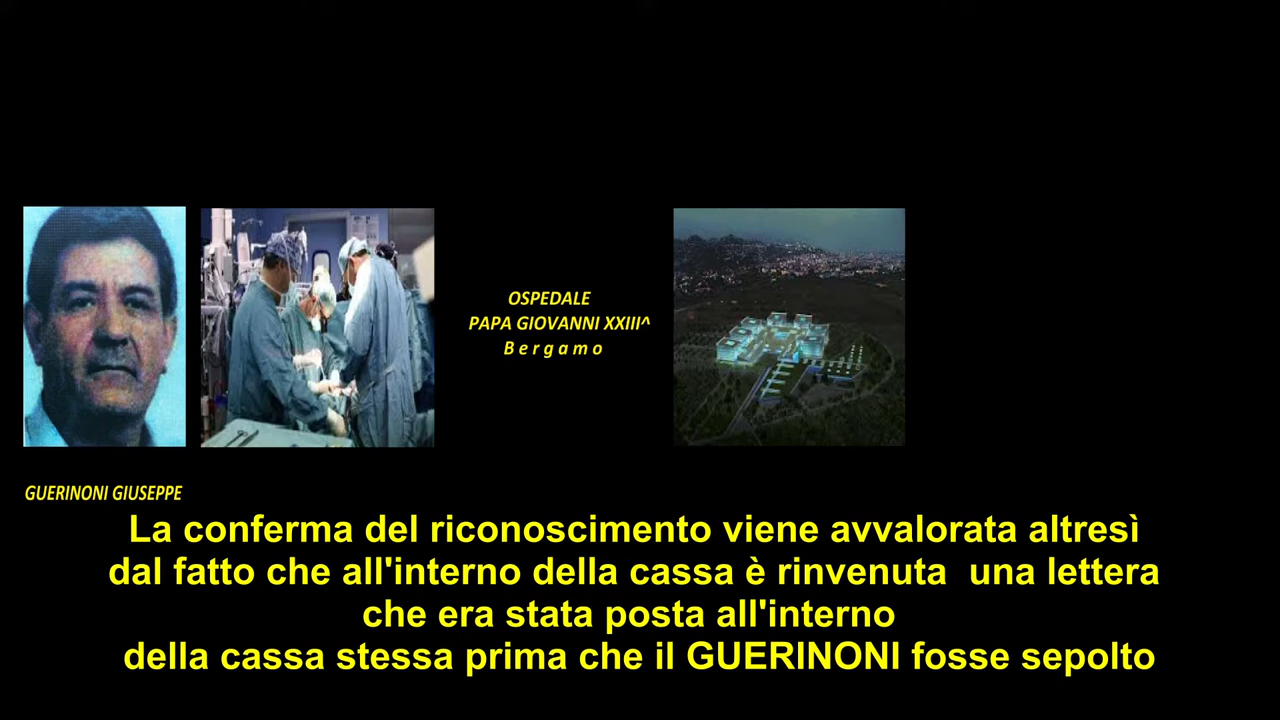 OSPEDALE
PAPA GIOVANNI XXIII^
Bergamo
GUERINONI GIUSEPPE
La conferma del riconoscimento viene avvalorata altresì
dal fatto che all'interno della cassa è rinvenuta  una lettera
che era stata posta all'interno
della cassa stessa prima che il GUERINONI fosse sepolto